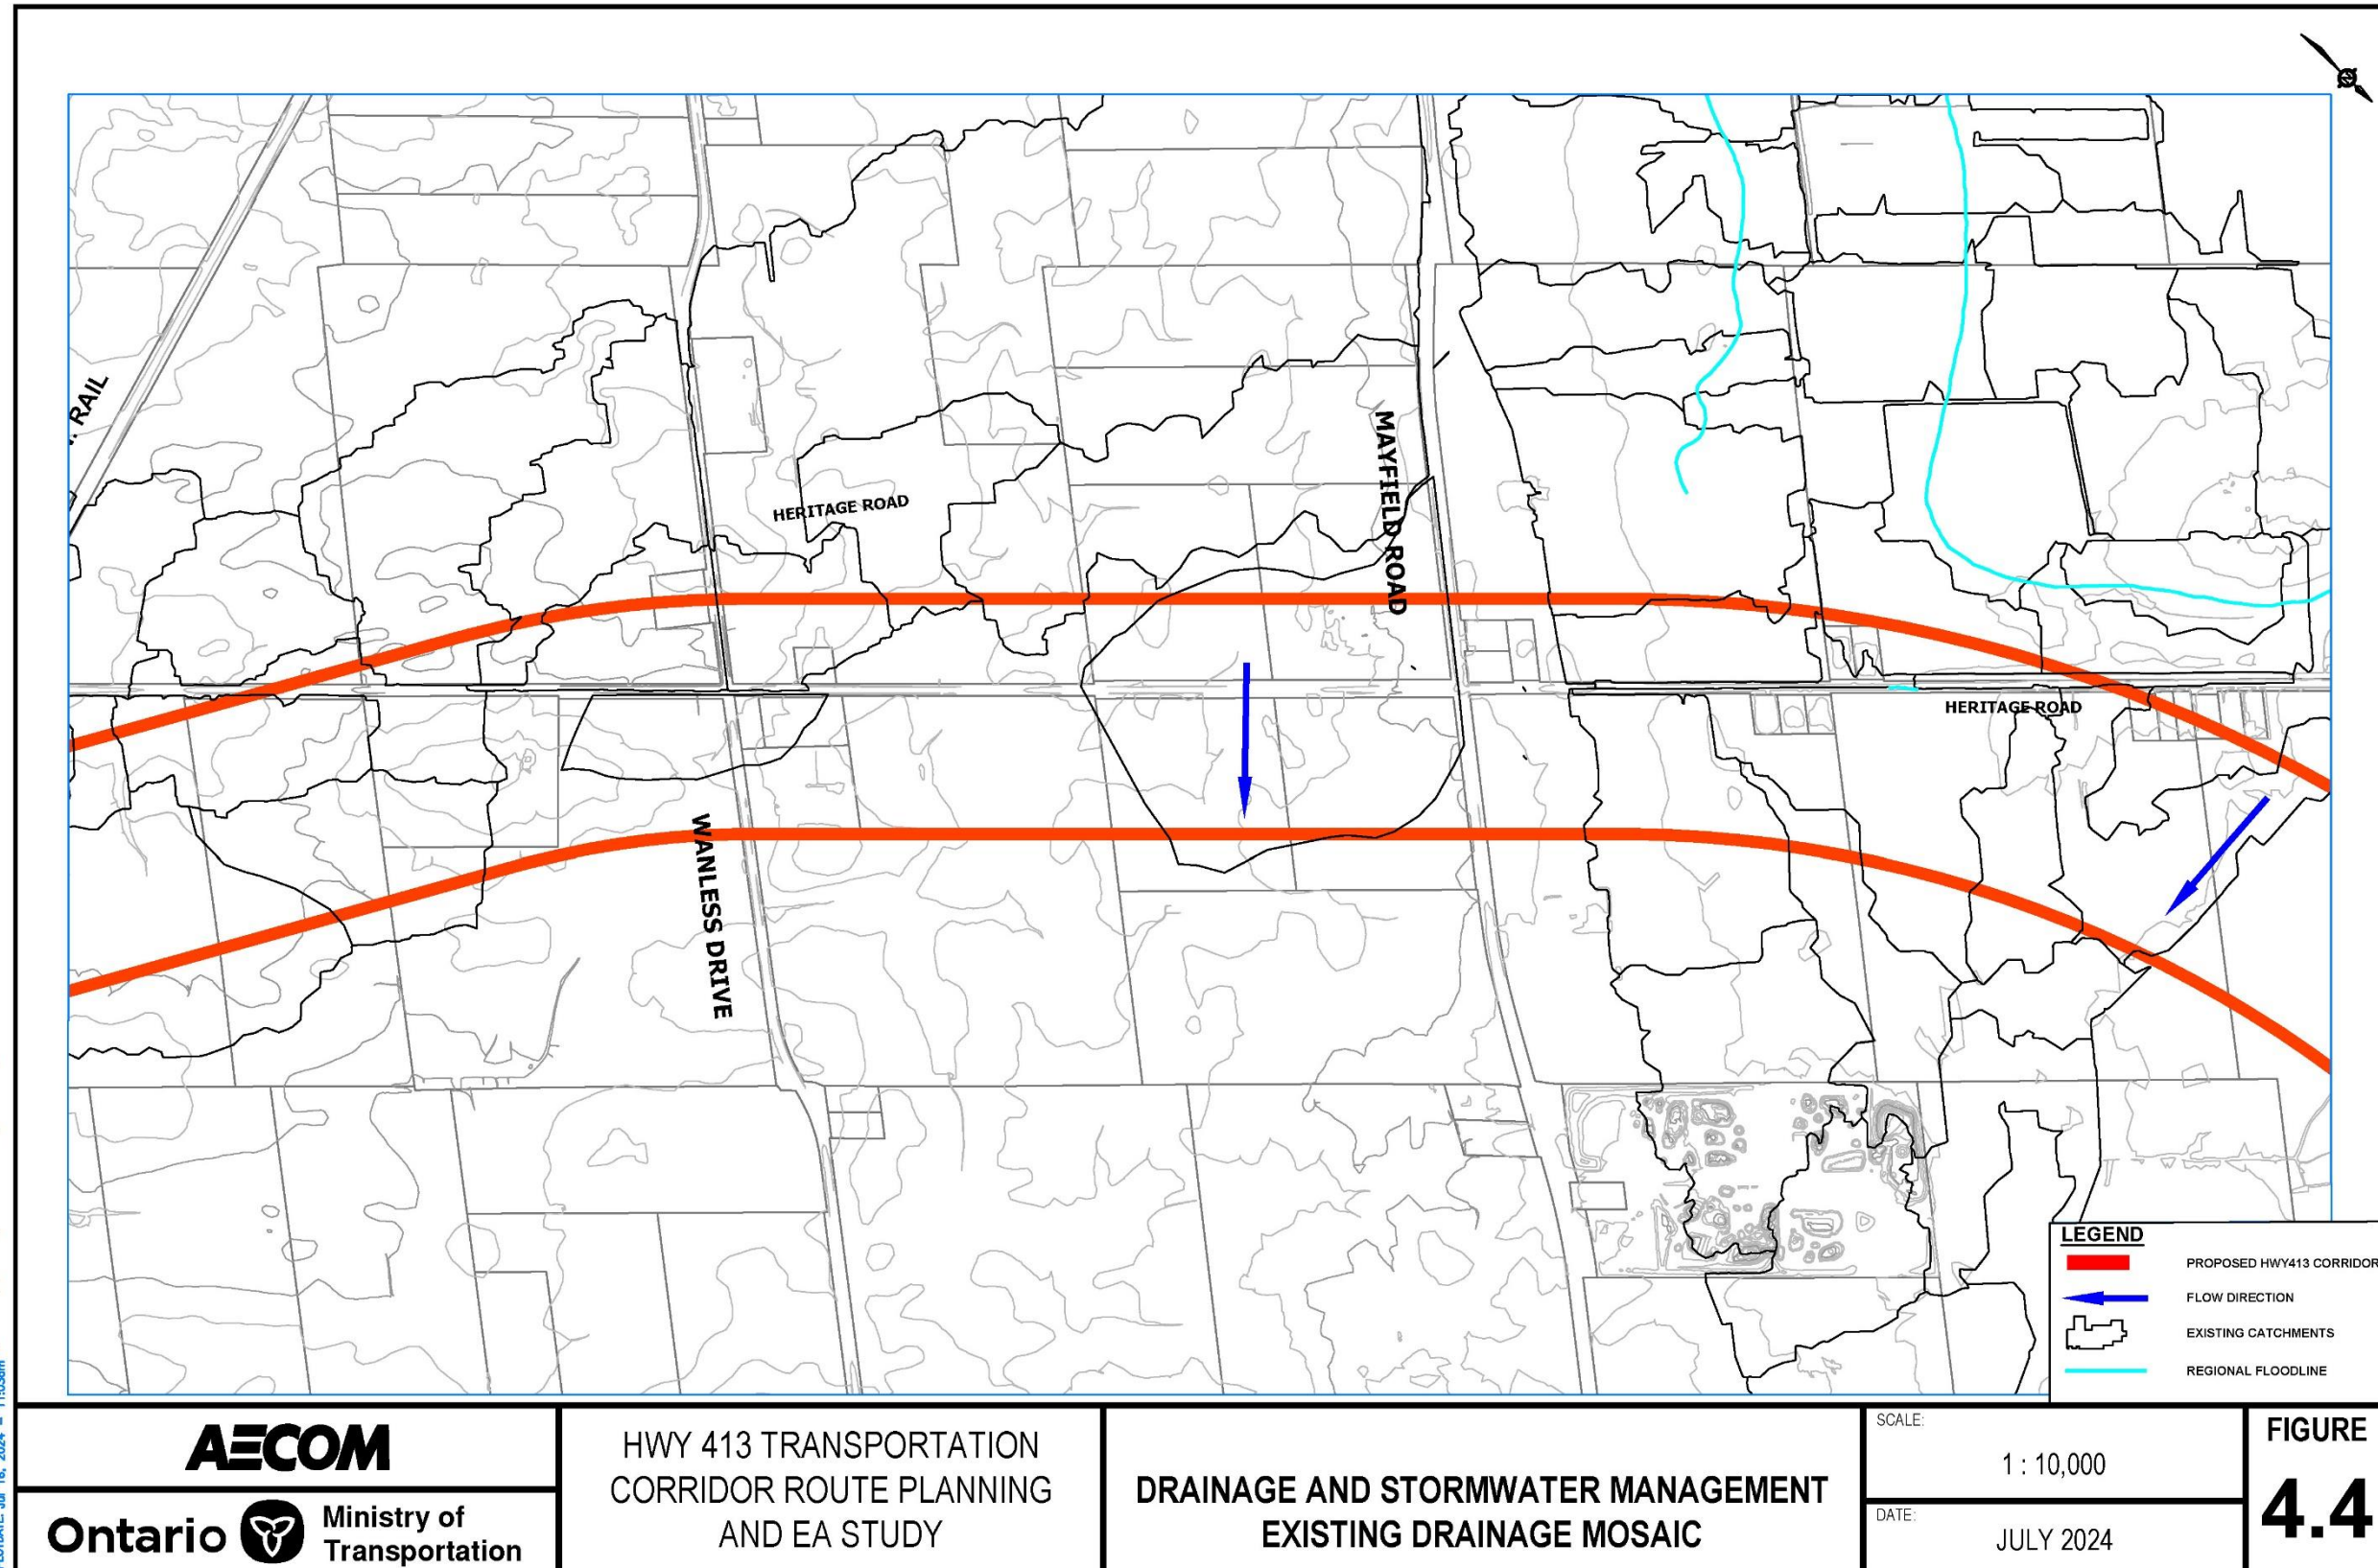 RAIL
HERITAGE ROAD
MAYFIELD ROAD
HERITAGE ROAD
WANLESS DRIVE
LEGEND
PROPOSED HWY413 CORRIDOR
FLOW DIRECTION
EXISTING CATCHMENTS
REGIONAL FLOODLINE
AECOM
Ontario
Ministry of
Transportation
HWY 413 TRANSPORTATION
CORRIDOR ROUTE PLANNING
AND EA STUDY
DRAINAGE AND STORMWATER MANAGEMENT
EXISTING DRAINAGE MOSAIC
SCALE:
1 : 10,000
DATE:
JULY 2024
FIGURE
4.4